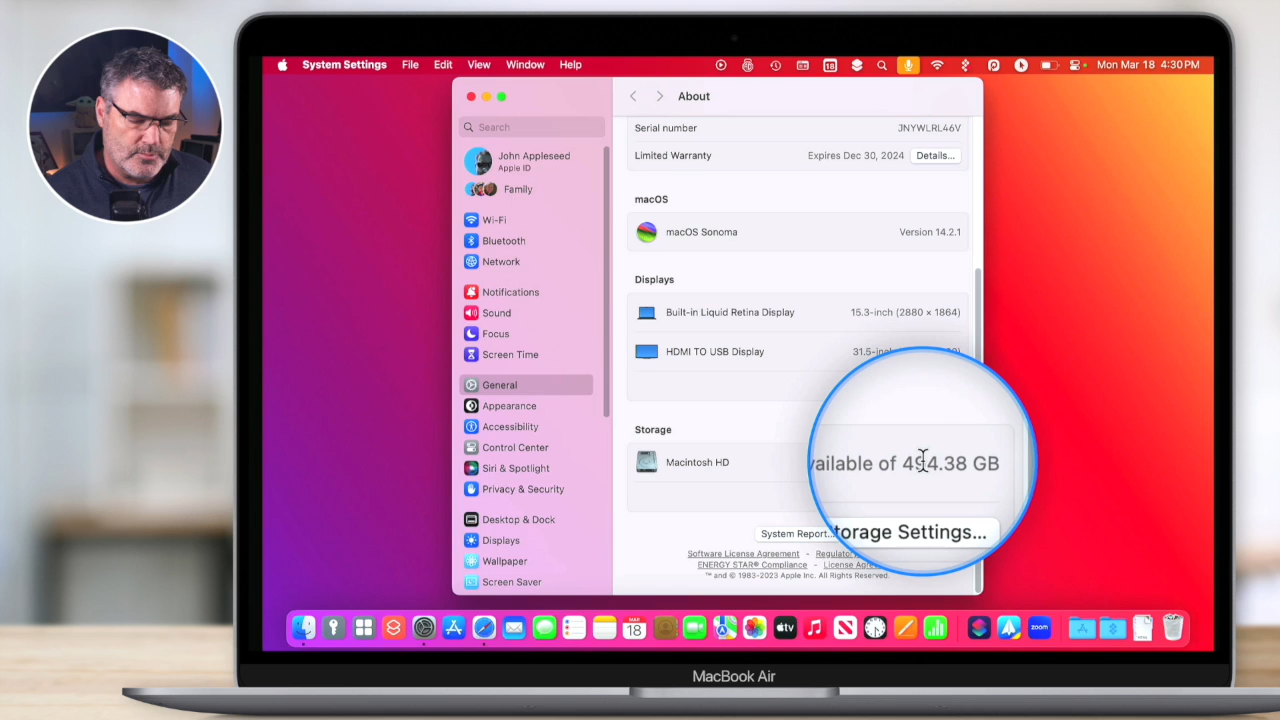 System Settings File Edit View Window Help
18
Mon Mar 18 4:30 PM
About
Search
John Appleseed
Apple ID
Family
Wi-Fi
Bluetooth
Network
Notifications
Sound
Focus
Screen Time
General
Appearance
Accessibility
Control Center
Siri & Spotlight
Privacy & Security
Desktop & Dock
Displays
Wallpaper
Screen Saver
Serial number JNYWLRL46V
Limited Warranty Expires Dec 30, 2024 Details...
macOS
macOS Sonoma Version 14.2.1
Displays
Built-in Liquid Retina Display 15.3-inch (2880 × 1864)
HDMI TO USB Display
Storage
Macintosh HD
of 494.38 GB
System Report...
Settings...
Software License Agreement -
ENERGY STAR® Compliance -
™ and © 1983-2023 Apple Inc. All Rights Reserved.
MAR
18
tv
zoom
MacBook Air